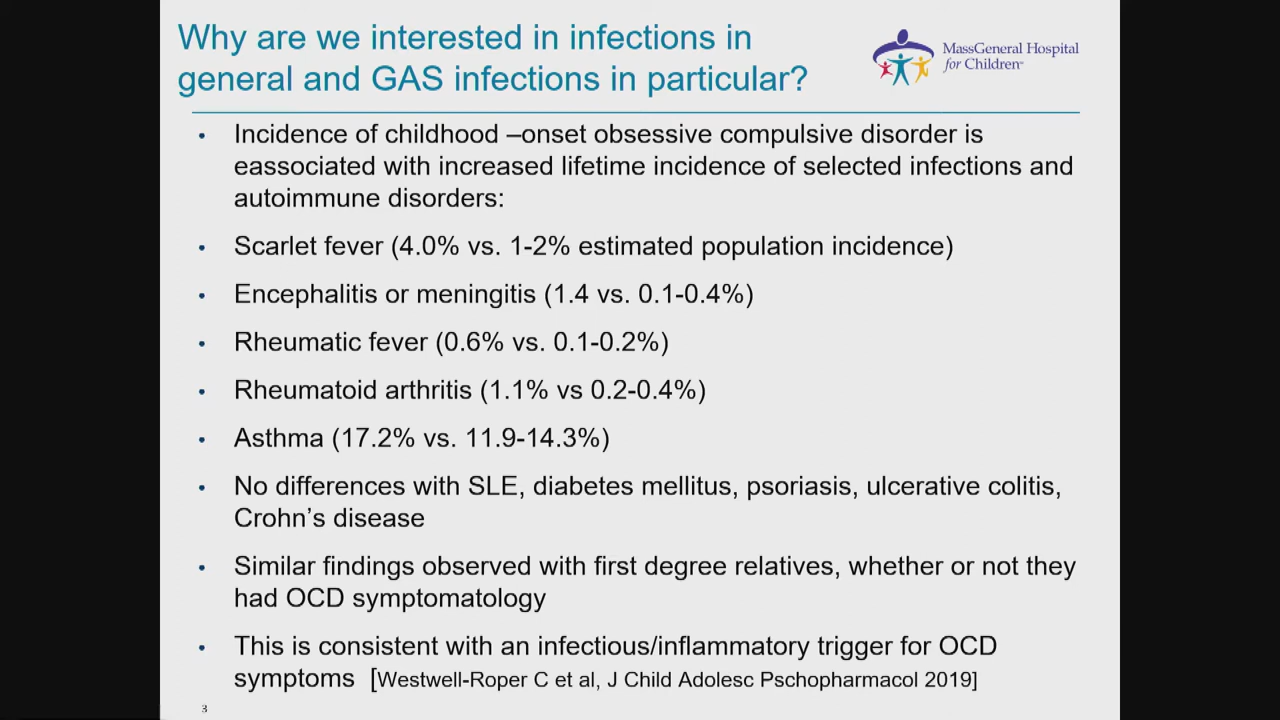 Why are we interested in infections in
general and GAS infections in particular?
MassGeneral Hospital
for Children™
• Incidence of childhood –onset obsessive compulsive disorder is
eassociated with increased lifetime incidence of selected infections and
autoimmune disorders:
• Scarlet fever (4.0% vs. 1-2% estimated population incidence)
• Encephalitis or meningitis (1.4 vs. 0.1-0.4%)
• Rheumatic fever (0.6% vs. 0.1-0.2%)
• Rheumatoid arthritis (1.1% vs 0.2-0.4%)
• Asthma (17.2% vs. 11.9-14.3%)
• No differences with SLE, diabetes mellitus, psoriasis, ulcerative colitis,
Crohn’s disease
• Similar findings observed with first degree relatives, whether or not they
had OCD symptomatology
• This is consistent with an infectious/inflammatory trigger for OCD
symptoms [Westwell-Roper C et al, J Child Adolesc Pschopharmacol 2019]
3